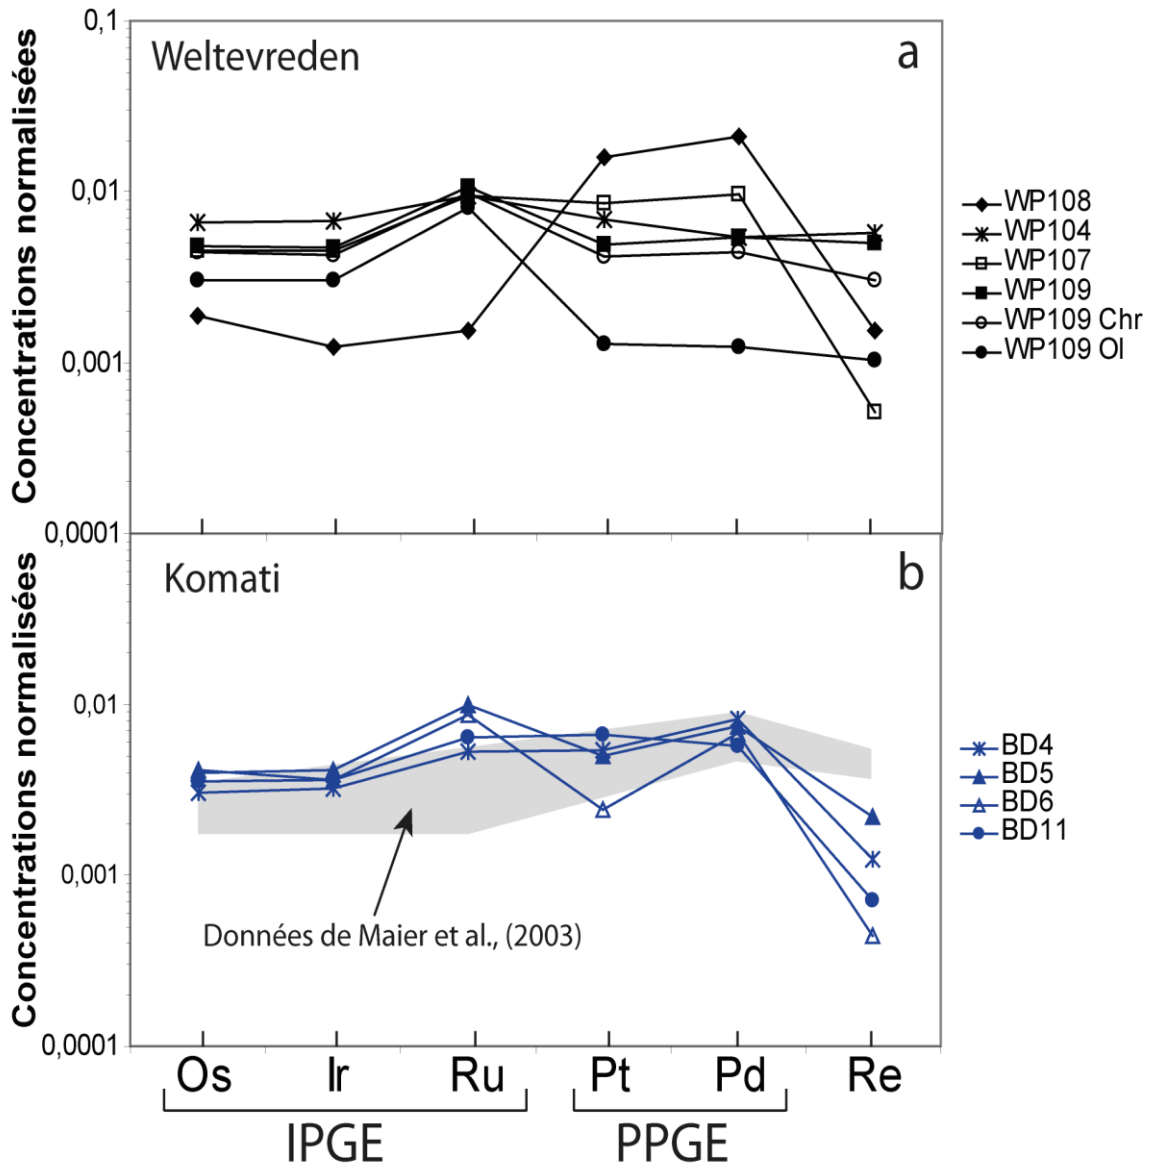 0,1
Weltevreden
a
Concentrations normalisées
0,01
0,001
0,0001
WP108
WP104
WP107
WP109
WP109 Chr
WP109 Ol
Komati
b
Concentrations normalisées
0,01
0,001
0,0001
BD4
BD5
BD6
BD11
Données de Maier et al., (2003)
Os Ir Ru Pt Pd Re
IPGE PPGE